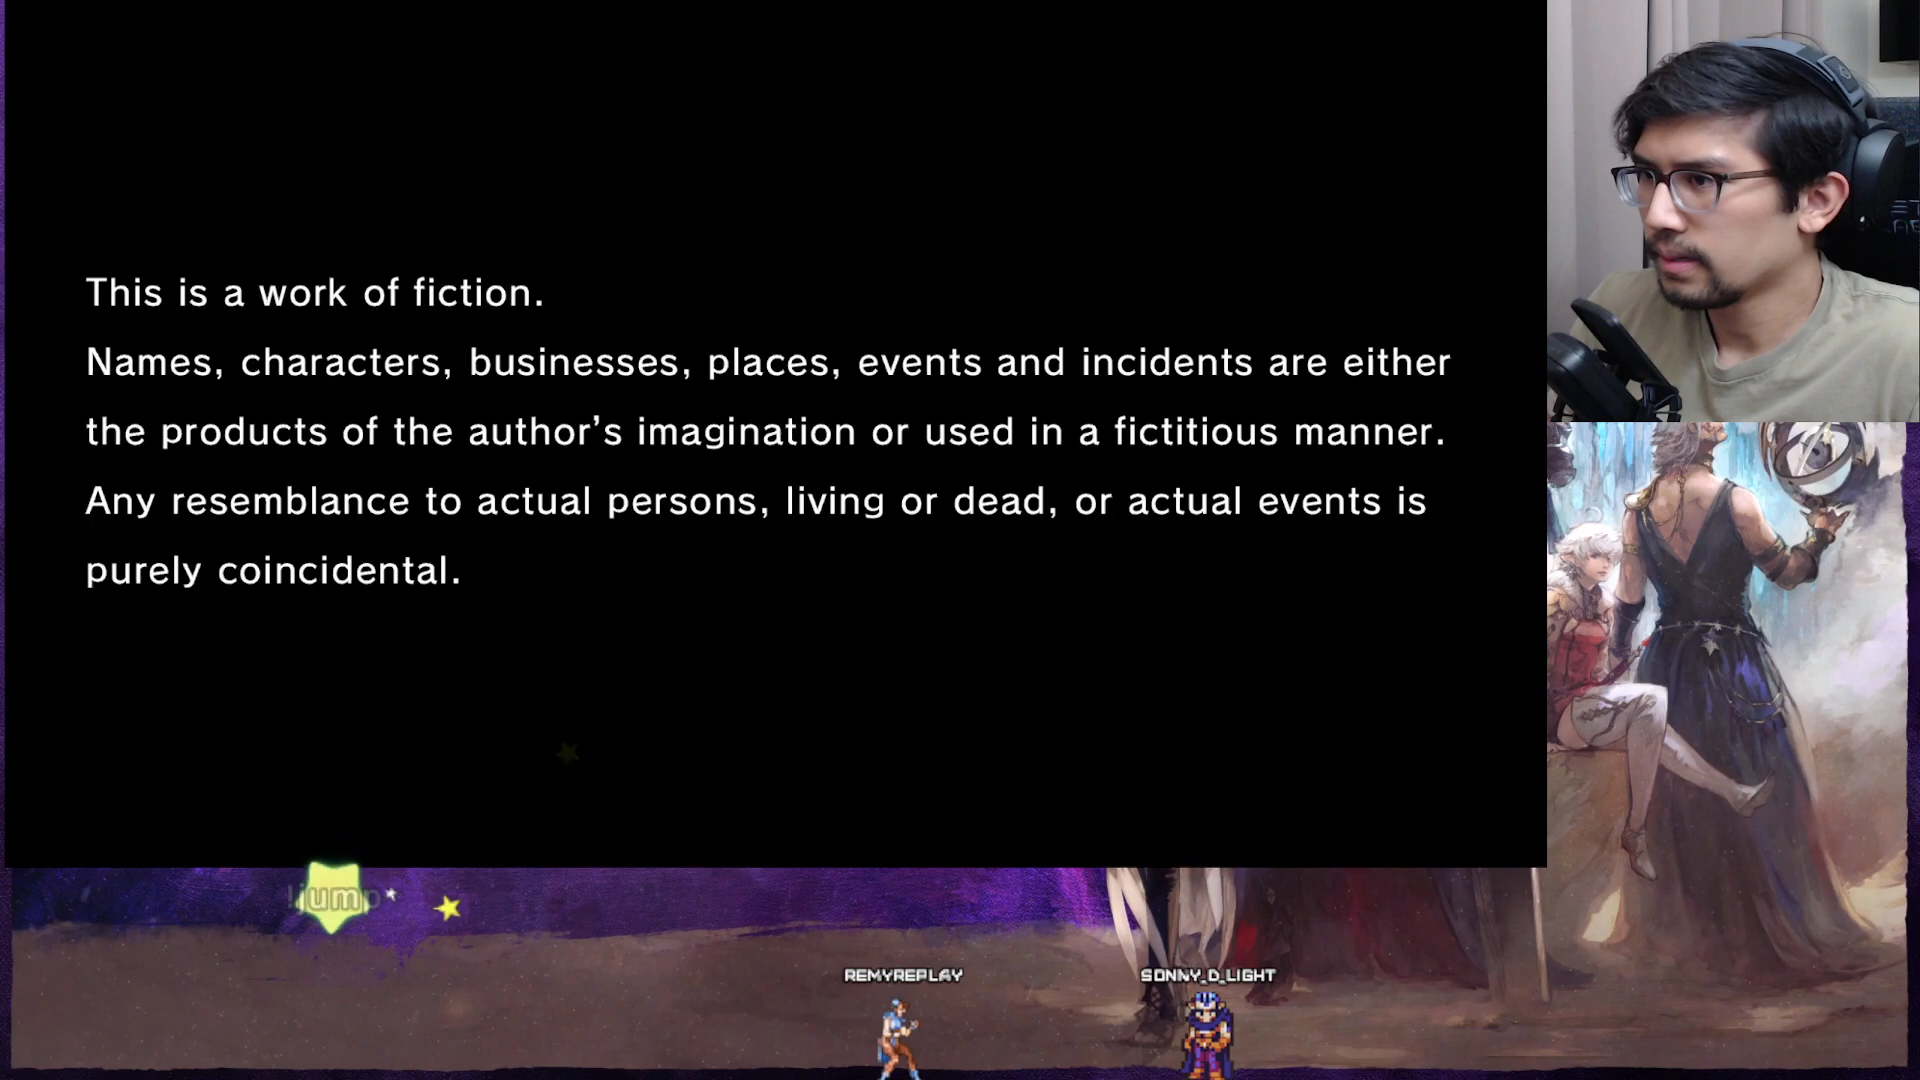 This is a work of fiction.
Names, characters, businesses, places, events and incidents are either
the products of the author's imagination or used in a fictitious manner.
Any resemblance to actual persons, living or dead, or actual events is
purely coincidental.
!jump
REMYREPLAY
SONNY_D_LIGHT